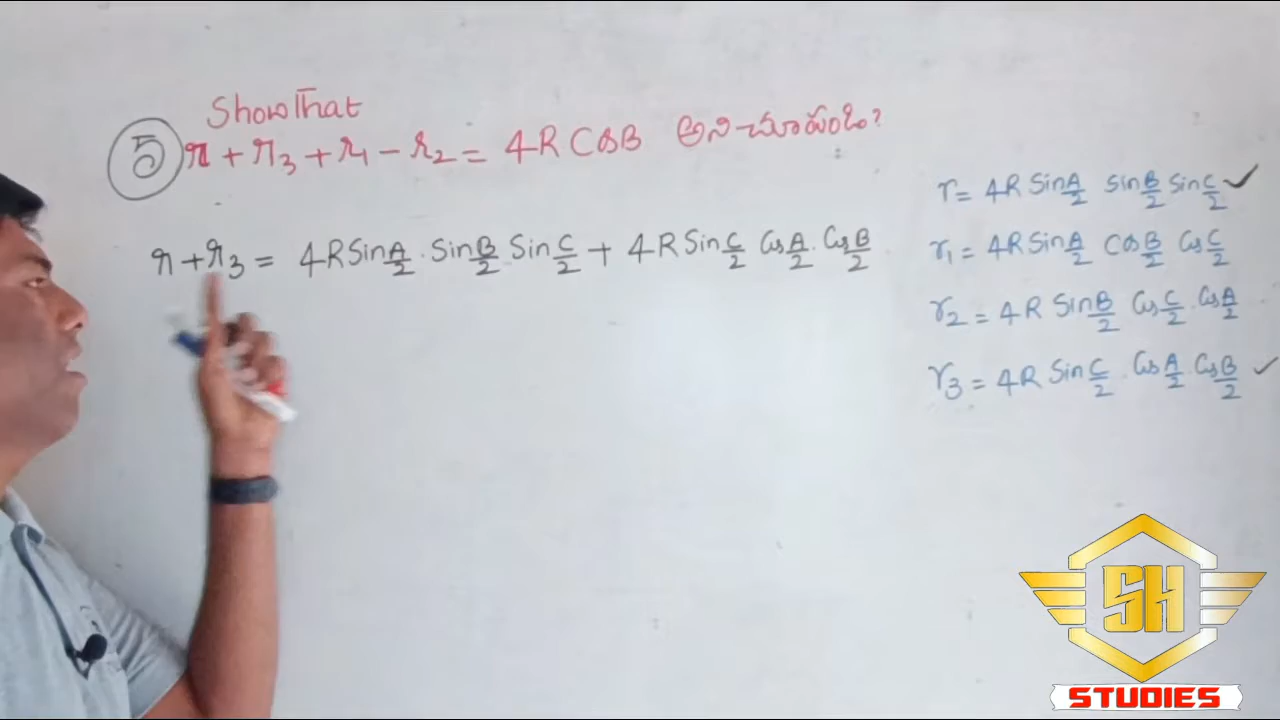 Show That
5 r + r3 + r1 - r2 = 4R CosB అని చూపండి?
r + r3 = 4R Sin A/2 . Sin B/2 Sin C/2 + 4R Sin C/2 Cos A/2 . Cos B/2
r = 4R Sin A/2 Sin B/2 Sin C/2 ✓
r1 = 4R Sin A/2 Cos B/2 Cos C/2
r2 = 4R Sin B/2 Cos C/2 . Cos A/2
r3 = 4R Sin C/2 . Cos A/2 . Cos B/2 ✓
SH
STUDIES